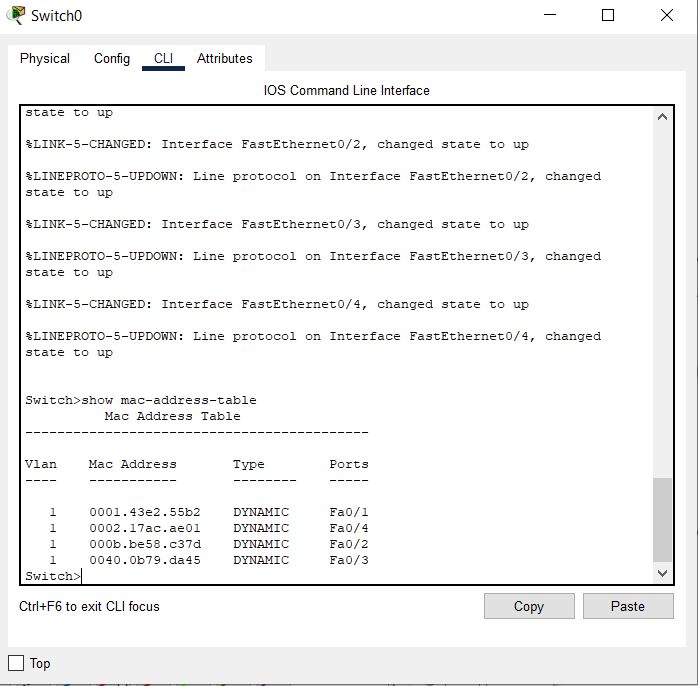 Switch0
Physical Config CLI Attributes
IOS Command Line Interface
state to up
%LINK-5-CHANGED: Interface FastEthernet0/2, changed state to up
%LINEPROTO-5-UPDOWN: Line protocol on Interface FastEthernet0/2, changed
state to up
%LINK-5-CHANGED: Interface FastEthernet0/3, changed state to up
%LINEPROTO-5-UPDOWN: Line protocol on Interface FastEthernet0/3, changed
state to up
%LINK-5-CHANGED: Interface FastEthernet0/4, changed state to up
%LINEPROTO-5-UPDOWN: Line protocol on Interface FastEthernet0/4, changed
state to up
Switch>show mac-address-table
Mac Address Table
-------------------------------------------
Vlan Mac Address Type Ports
---- ----------- -------- -----
1 0001.43e2.55b2 DYNAMIC Fa0/1
1 0002.17ac.ae01 DYNAMIC Fa0/4
1 000b.be58.c37d DYNAMIC Fa0/2
1 0040.0b79.da45 DYNAMIC Fa0/3
Switch>
Ctrl+F6 to exit CLI focus
Copy Paste
Top